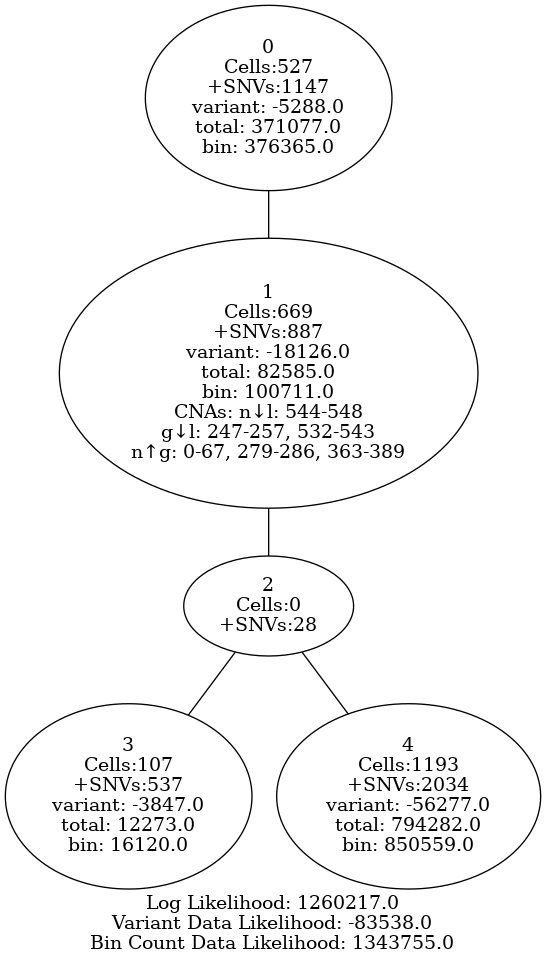 0
Cells:527
+SNVs:1147
variant: -5288.0
total: 371077.0
bin: 376365.0
1
Cells:669
+SNVs:887
variant: -18126.0
total: 82585.0
bin: 100711.0
CNAs: n↓l: 544-548
g↓l: 247-257, 532-543
n↑g: 0-67, 279-286, 363-389
2
Cells:0
+SNVs:28
3
Cells:107
+SNVs:537
variant: -3847.0
total: 12273.0
bin: 16120.0
4
Cells:1193
+SNVs:2034
variant: -56277.0
total: 794282.0
bin: 850559.0
Log Likelihood: 1260217.0
Variant Data Likelihood: -83538.0
Bin Count Data Likelihood: 1343755.0